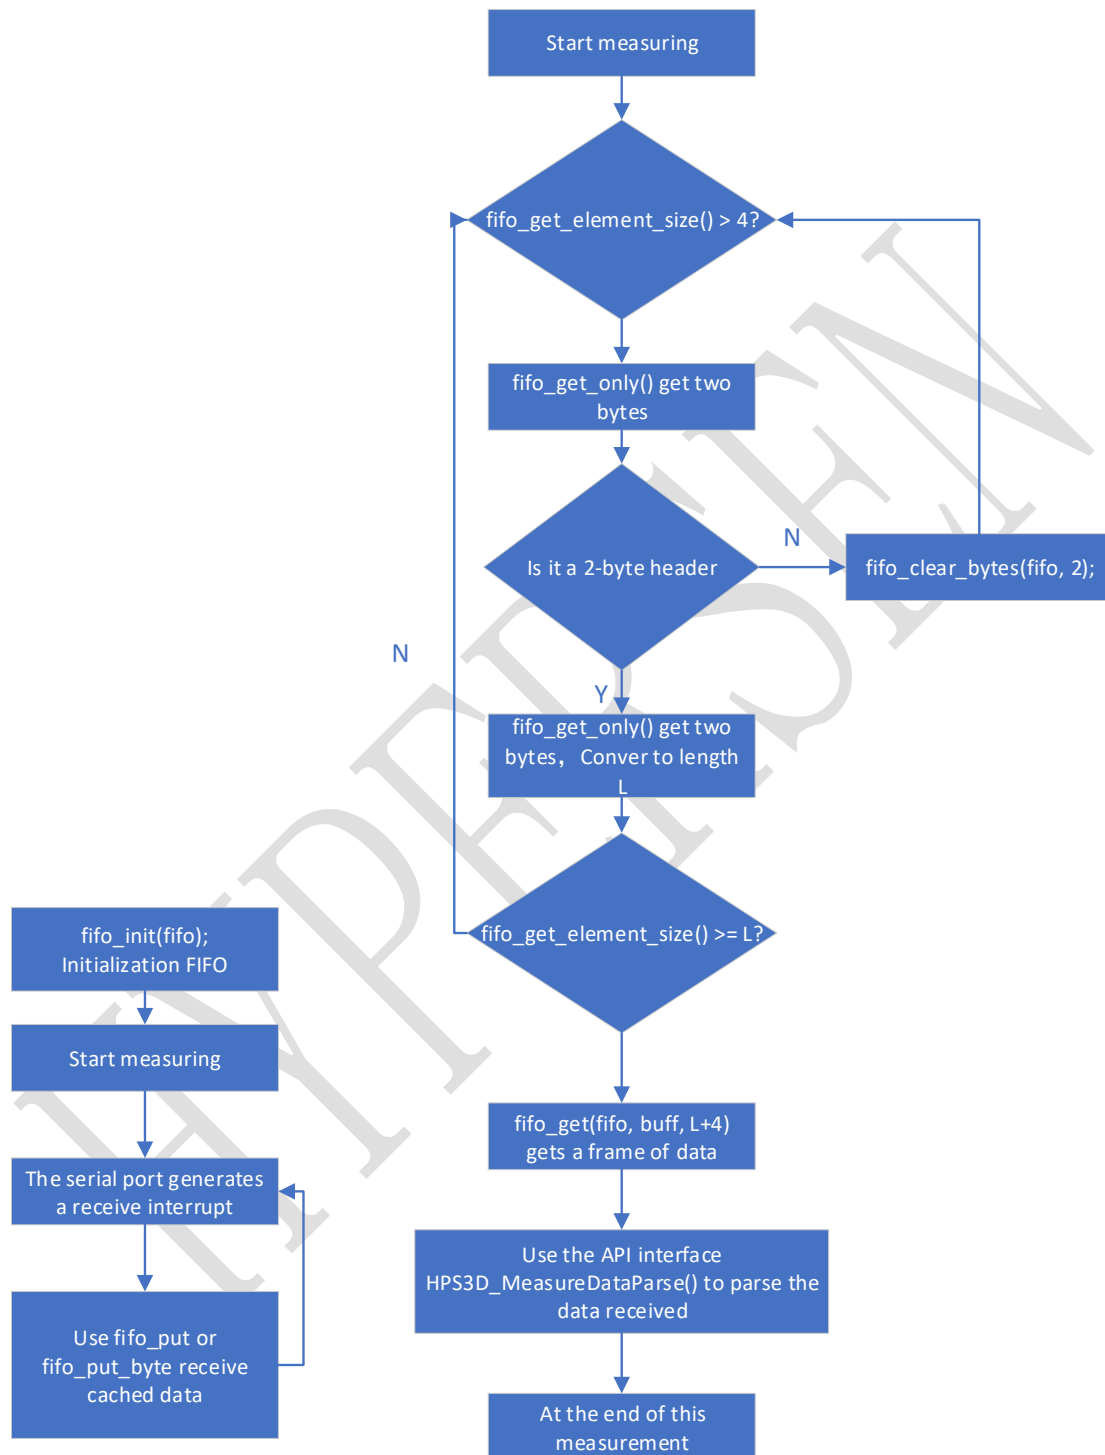 Start measuring
fifo_get_element_size() > 4?
fifo_get_only() get two
bytes
Is it a 2-byte header
N
fifo_clear_bytes(fifo, 2);
N
Y
fifo_get_only() get two
bytes，Conver to length
L
fifo_get_element_size() >= L?
fifo_get(fifo, buff, L+4)
gets a frame of data
Use the API interface
HPS3D_MeasureDataParse() to parse the
data received
At the end of this
measurement
fifo_init(fifo);
Initialization FIFO
Start measuring
The serial port generates
a receive interrupt
Use fifo_put or
fifo_put_byte receive
cached data
HYPERSEN